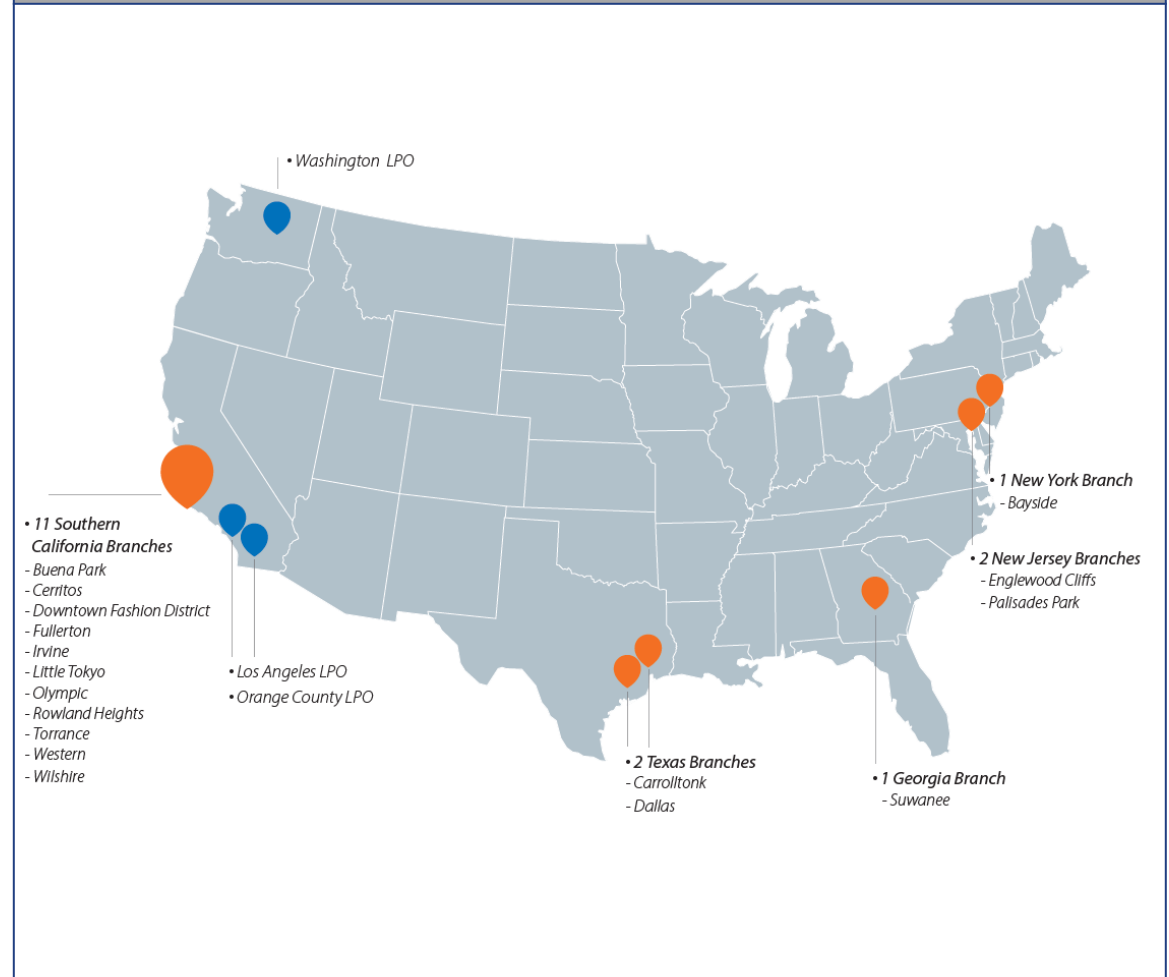 • Washington LPO
• 11 Southern
California Branches
- Buena Park
- Cerritos
- Downtown Fashion District
- Fullerton
- Irvine
- Little Tokyo
- Olympic
- Rowland Heights
- Torrance
- Western
- Wilshire
• Los Angeles LPO
• Orange County LPO
• 2 Texas Branches
- Carrolltonk
- Dallas
• 1 Georgia Branch
- Suwanee
• 1 New York Branch
- Bayside
• 2 New Jersey Branches
- Englewood Cliffs
- Palisades Park